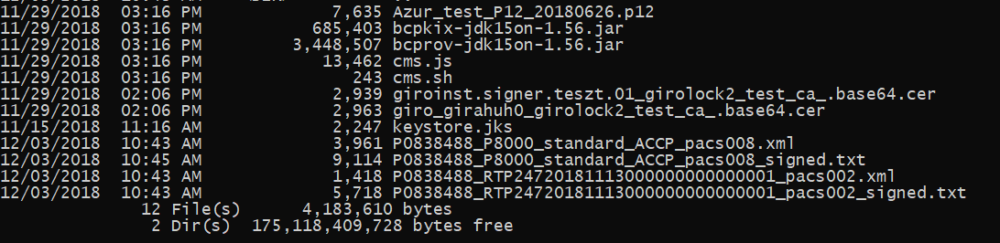 11/29/2018  03:16 PM             7,635 Azur_test_P12_20180626.p12
11/29/2018  03:16 PM           685,403 bcpkix-jdk15on-1.56.jar
11/29/2018  03:16 PM         3,448,507 bcprov-jdk15on-1.56.jar
11/29/2018  03:16 PM            13,462 cms.js
11/29/2018  03:16 PM               243 cms.sh
11/29/2018  02:06 PM             2,939 giroinst.signer.teszt.01_girolock2_test_ca_.base64.cer
11/29/2018  02:06 PM             2,963 giro_girahuh0_girolock2_test_ca_.base64.cer
11/15/2018  11:16 AM             2,247 keystore.jks
12/03/2018  10:43 AM             3,961 P0838488_P8000_standard_ACCP_pacs008.xml
12/03/2018  10:45 AM             9,114 P0838488_P8000_standard_ACCP_pacs008_signed.txt
12/03/2018  10:43 AM             1,418 P0838488_RTP24720181113000000000000001_pacs002.xml
12/03/2018  10:43 AM             5,718 P0838488_RTP24720181113000000000000001_pacs002_signed.txt
12 File(s)      4,183,610 bytes
2 Dir(s)  175,118,409,728 bytes free